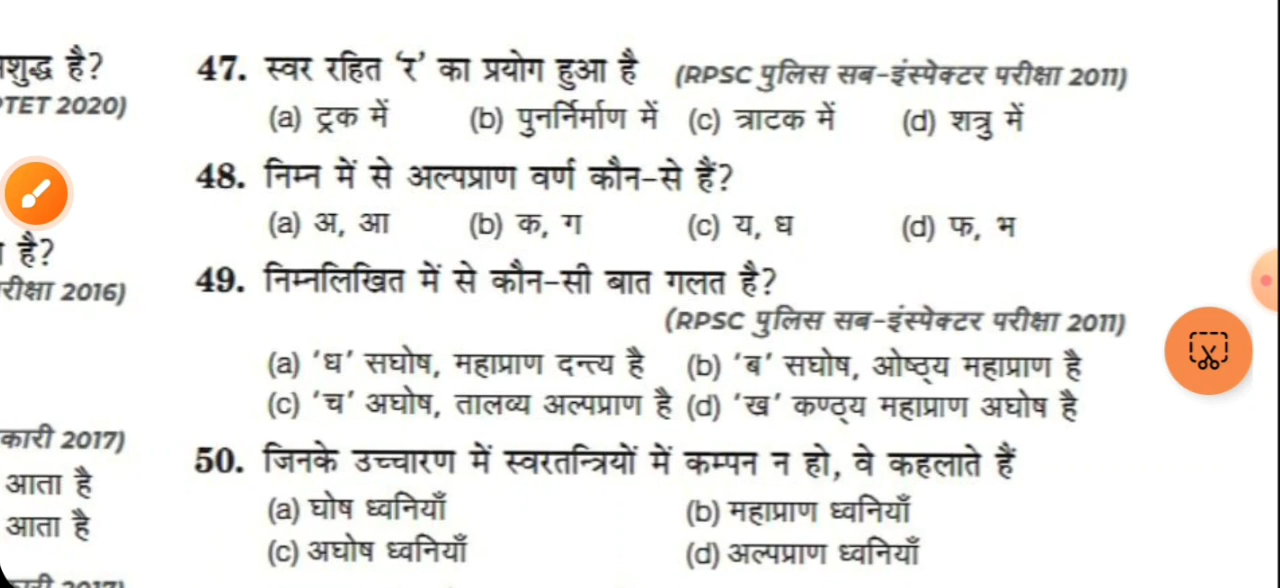 शुद्ध है?
TET 2020)
है?
रीक्षा 2016)
कारी 2017)
आता है
आता है
47. स्वर रहित ‘र’ का प्रयोग हुआ है (RPSC पुलिस सब-इंस्पेक्टर परीक्षा 2011)
(a) ट्रक में (b) पुनर्निर्माण में (c) त्राटक में (d) शत्रु में
48. निम्न में से अल्पप्राण वर्ण कौन-से हैं?
(a) अ, आ (b) क, ग (c) य, ध (d) फ, भ
49. निम्नलिखित में से कौन-सी बात गलत है?
(RPSC पुलिस सब-इंस्पेक्टर परीक्षा 2011)
(a) ‘ध’ सघोष, महाप्राण दन्त्य है (b) ‘ब’ सघोष, ओष्ठ्य महाप्राण है
(c) ‘च’ अघोष, तालव्य अल्पप्राण है (d) ‘ख’ कण्ठ्य महाप्राण अघोष है
50. जिनके उच्चारण में स्वरतन्त्रियों में कम्पन न हो, वे कहलाते हैं
(a) घोष ध्वनियाँ (b) महाप्राण ध्वनियाँ
(c) अघोष ध्वनियाँ (d) अल्पप्राण ध्वनियाँ